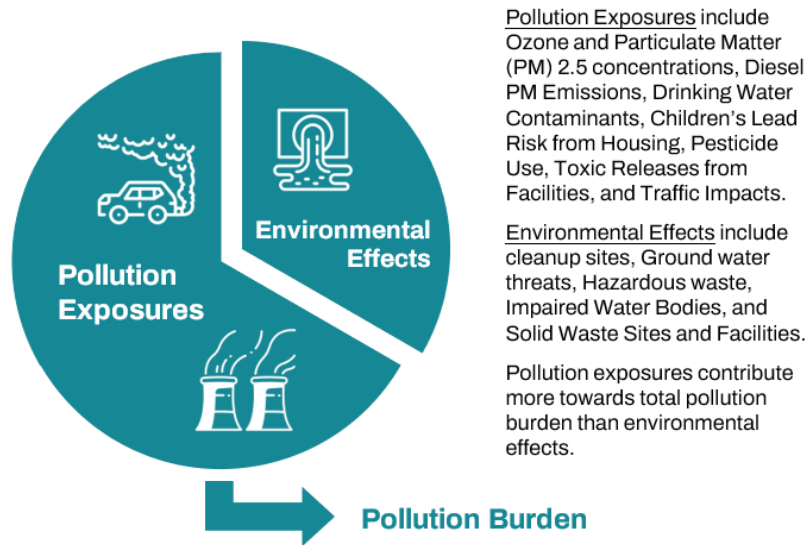 Pollution Exposures include
Ozone and Particulate Matter
(PM) 2.5 concentrations, Diesel
PM Emissions, Drinking Water
Contaminants, Children’s Lead
Risk from Housing, Pesticide
Use, Toxic Releases from
Facilities, and Traffic Impacts.
Environmental Effects include
cleanup sites, Ground water
threats, Hazardous waste,
Impaired Water Bodies, and
Solid Waste Sites and Facilities.
Pollution exposures contribute
more towards total pollution
burden than environmental
effects.
Environmental
Effects
Pollution
Exposures
Pollution Burden